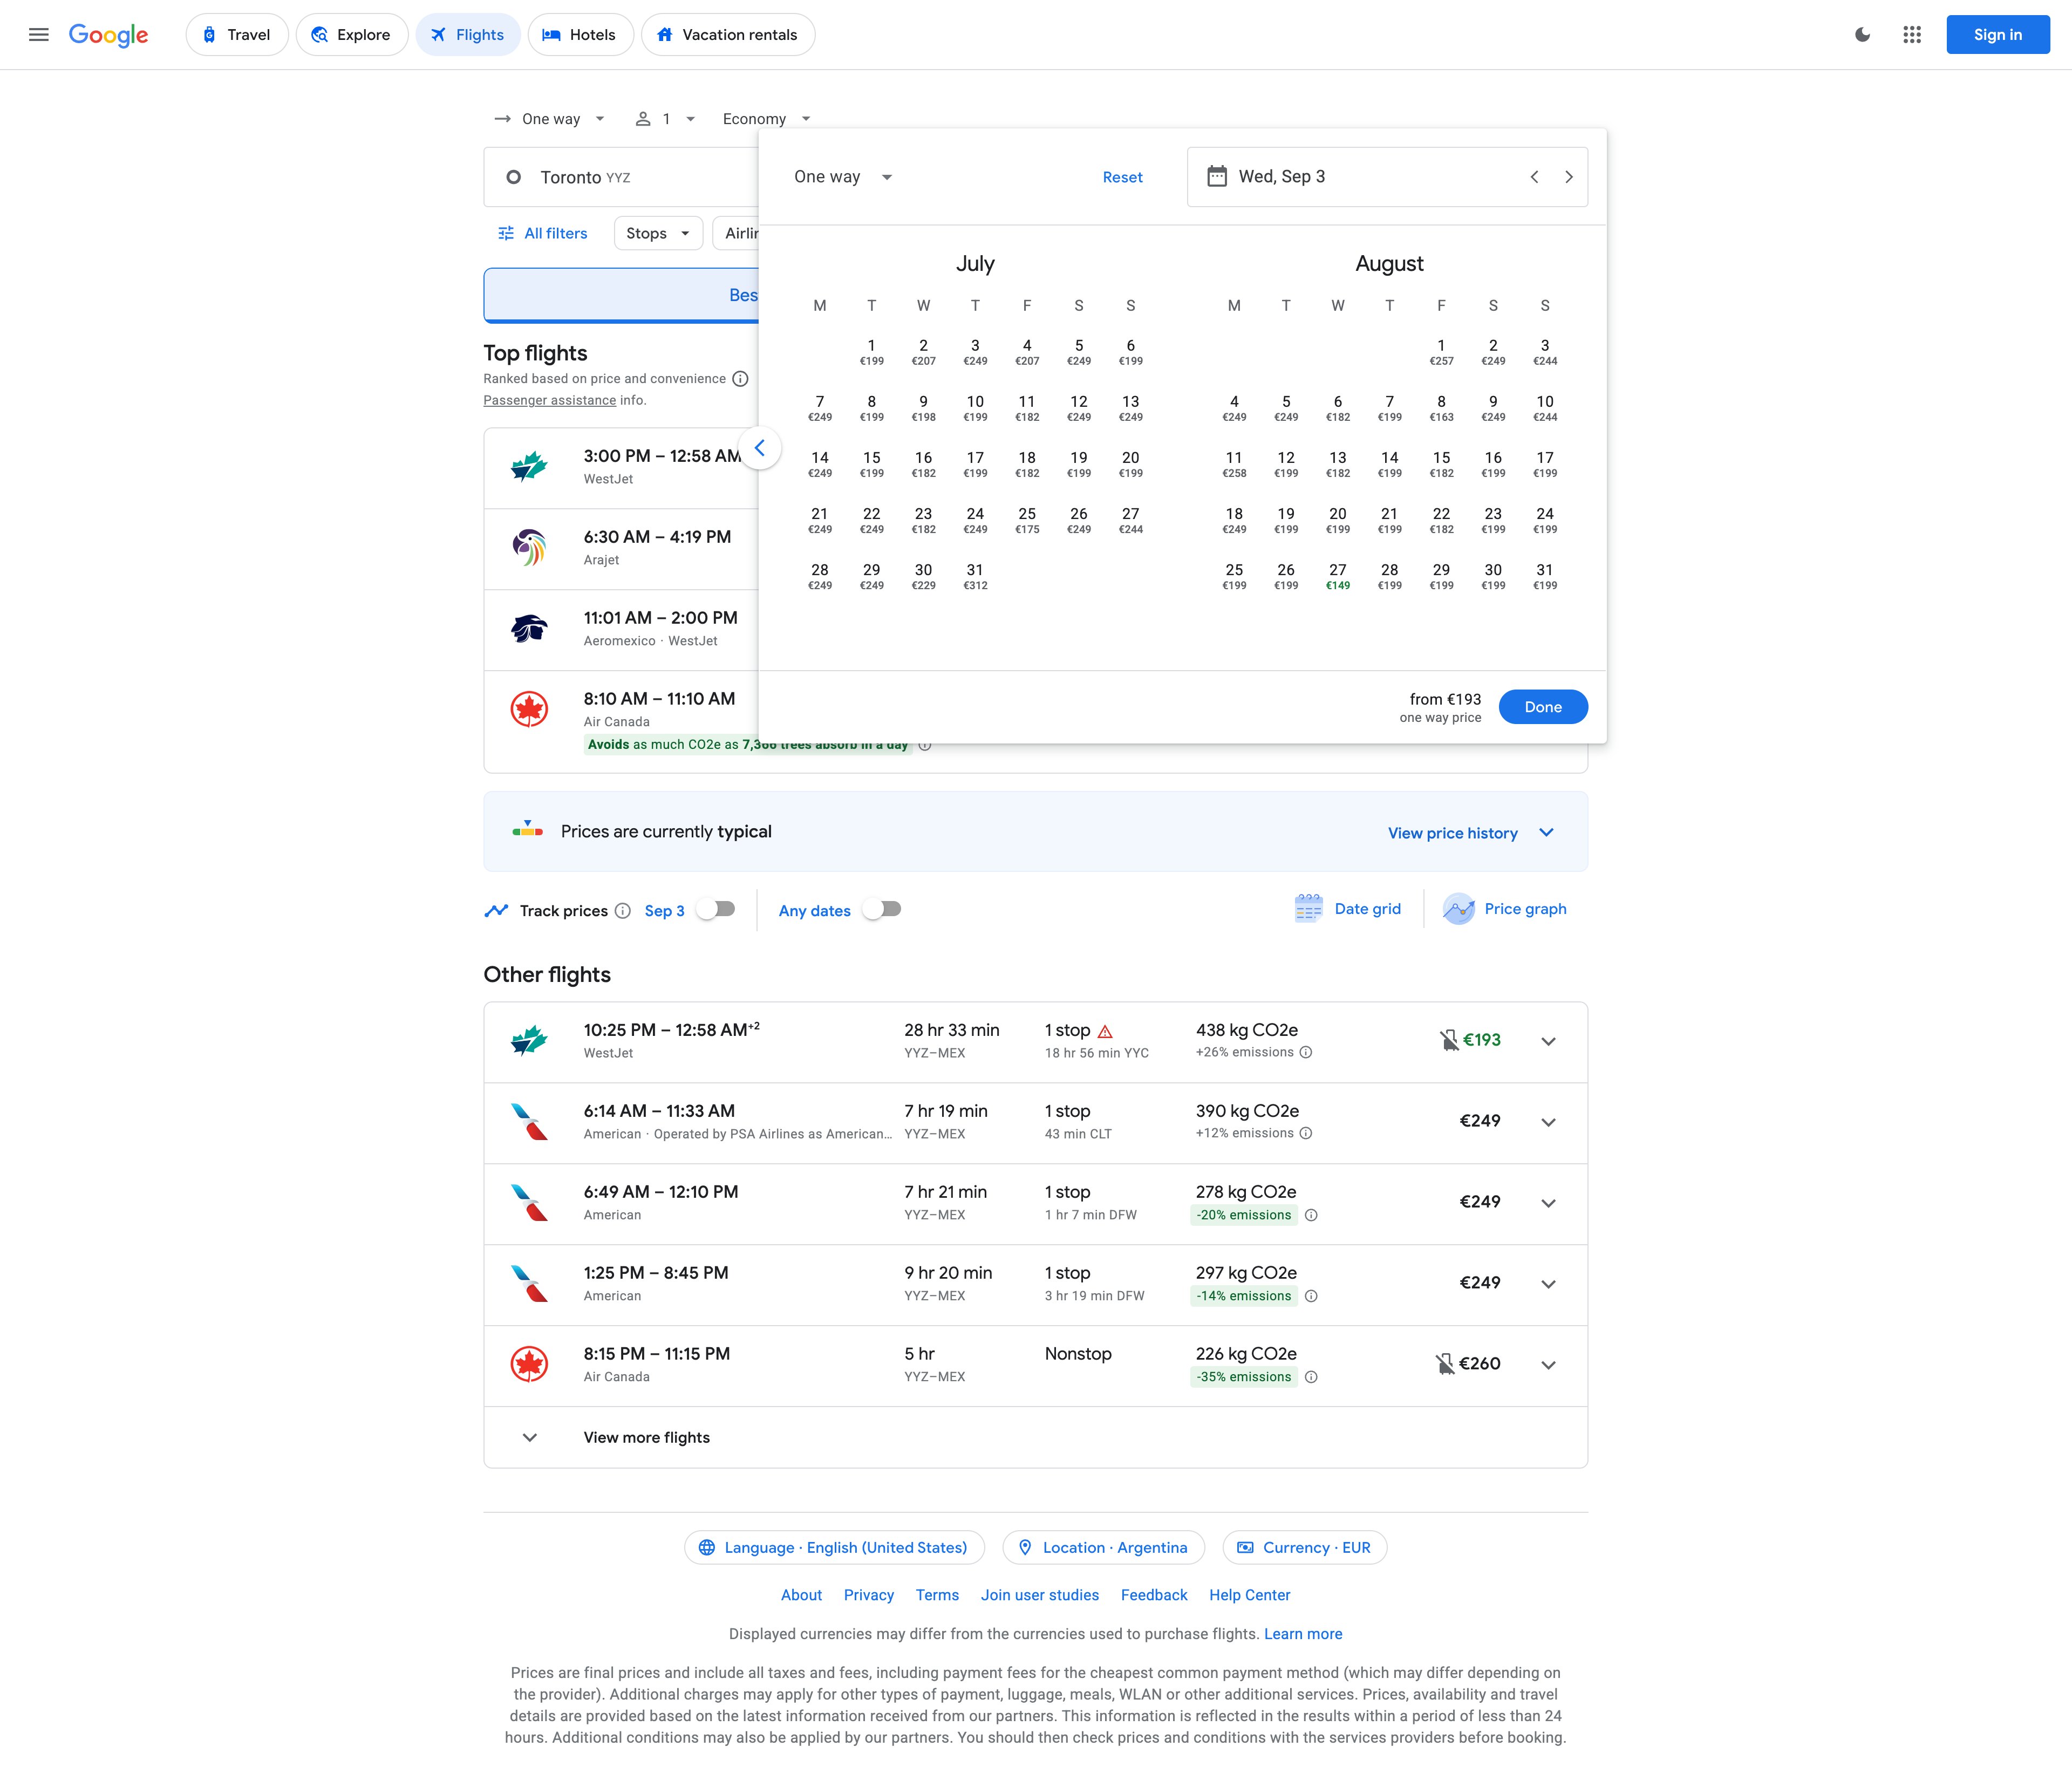 Google
Travel
Explore
Flights
Hotels
Vacation rentals
Sign in
One way
1
Economy
Toronto YYZ
All filters
Stops
Top flights
Ranked based on price and convenience
Passenger assistance info.
3:00 PM – 12:58 AM
WestJet
6:30 AM – 4:19 PM
Arajet
11:01 AM – 2:00 PM
Aeromexico · WestJet
8:10 AM – 11:10 AM
Air Canada
Avoids as much CO2e as 7,366 trees absorb in a day
One way
Reset
Wed, Sep 3
July
M T W T F S S
1 2 3 4 5 6
€199 €207 €249 €207 €249 €199
7 8 9 10 11 12 13
€249 €199 €198 €199 €182 €249 €249
14 15 16 17 18 19 20
€249 €199 €182 €199 €182 €199 €199
21 22 23 24 25 26 27
€249 €249 €182 €249 €175 €249 €244
28 29 30 31
€249 €249 €229 €312
August
M T W T F S S
1 2 3
€257 €249 €244
4 5 6 7 8 9 10
€249 €249 €182 €199 €163 €249 €244
11 12 13 14 15 16 17
€258 €199 €182 €199 €182 €199 €199
18 19 20 21 22 23 24
€249 €199 €199 €199 €182 €199 €199
25 26 27 28 29 30 31
€199 €199 €149 €199 €199 €199 €199
from €193
one way price
Done
Prices are currently typical
View price history
Track prices
Sep 3
Any dates
Date grid
Price graph
Other flights
10:25 PM – 12:58 AM+2
WestJet
28 hr 33 min
YYZ–MEX
1 stop
18 hr 56 min YYC
438 kg CO2e
+26% emissions
€193
6:14 AM – 11:33 AM
American · Operated by PSA Airlines as American...
7 hr 19 min
YYZ–MEX
1 stop
43 min CLT
390 kg CO2e
+12% emissions
€249
6:49 AM – 12:10 PM
American
7 hr 21 min
YYZ–MEX
1 stop
1 hr 7 min DFW
278 kg CO2e
-20% emissions
€249
1:25 PM – 8:45 PM
American
9 hr 20 min
YYZ–MEX
1 stop
3 hr 19 min DFW
297 kg CO2e
-14% emissions
€249
8:15 PM – 11:15 PM
Air Canada
5 hr
YYZ–MEX
Nonstop
226 kg CO2e
-35% emissions
€260
View more flights
Language · English (United States)
Location · Argentina
Currency · EUR
About Privacy Terms Join user studies Feedback Help Center
Displayed currencies may differ from the currencies used to purchase flights. Learn more
Prices are final prices and include all taxes and fees, including payment fees for the cheapest common payment method (which may differ depending on
the provider). Additional charges may apply for other types of payment, luggage, meals, WLAN or other additional services. Prices, availability and travel
details are provided based on the latest information received from our partners. This information is reflected in the results within a period of less than 24
hours. Additional conditions may also be applied by our partners. You should then check prices and conditions with the services providers before booking.